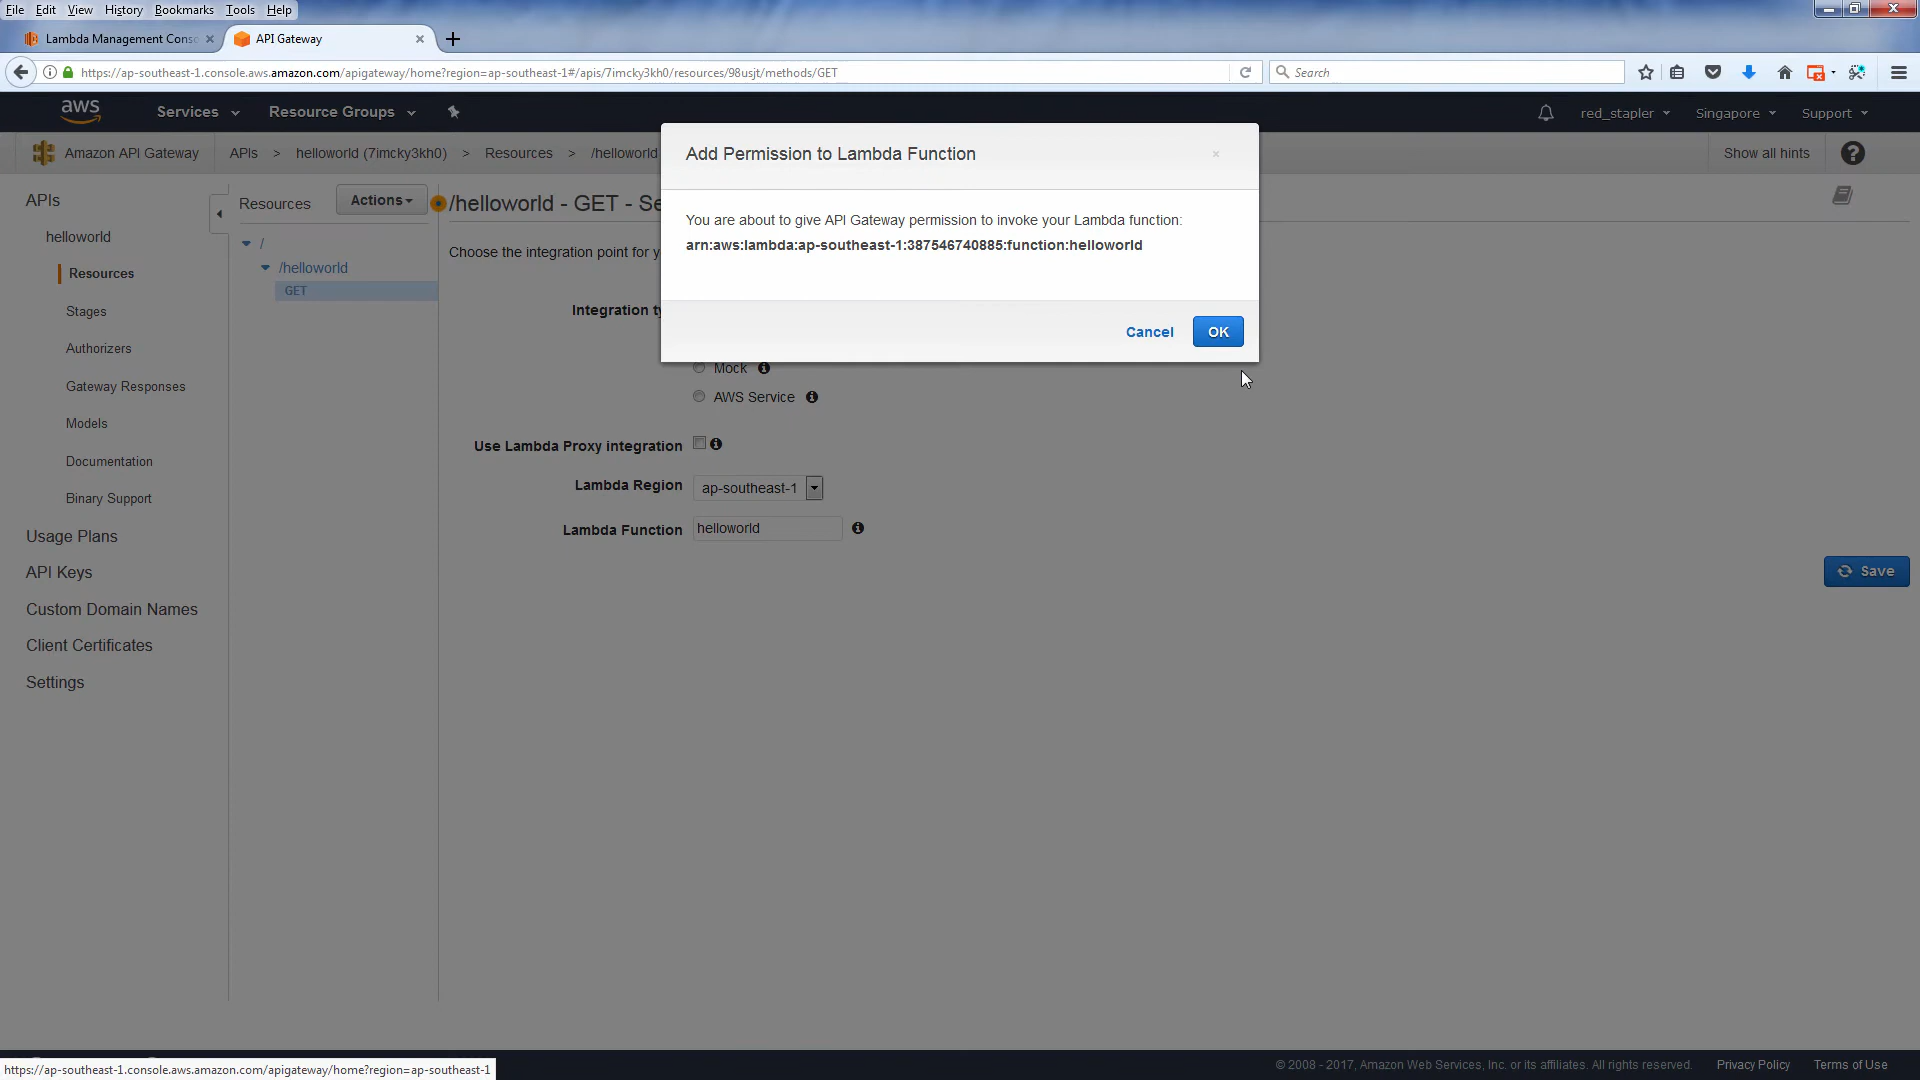 File Edit View History Bookmarks Tools Help
Lambda Management Conso
API Gateway
https://ap-southeast-1.console.aws.amazon.com/apigateway/home?region=ap-southeast-1#/apis/7imcky3kh0/resources/98usjt/methods/GET
Search
aws Services Resource Groups red_stapler Singapore Support
Amazon API Gateway APIs > helloworld (7imcky3kh0) > Resources > /helloworld Show all hints
Add Permission to Lambda Function
You are about to give API Gateway permission to invoke your Lambda function:
arn:aws:lambda:ap-southeast-1:387546740885:function:helloworld
Cancel OK
APIs
helloworld
Resources
Stages
Authorizers
Gateway Responses
Models
Documentation
Binary Support
Usage Plans
API Keys
Custom Domain Names
Client Certificates
Settings
Resources Actions
/
/helloworld
GET
/helloworld - GET - Se
Choose the integration point for y
Integration ty
Mock
AWS Service
Use Lambda Proxy integration
Lambda Region ap-southeast-1
Lambda Function helloworld
Save
https://ap-southeast-1.console.aws.amazon.com/apigateway/home?region=ap-southeast-1
© 2008 - 2017, Amazon Web Services, Inc. or its affiliates. All rights reserved. Privacy Policy Terms of Use